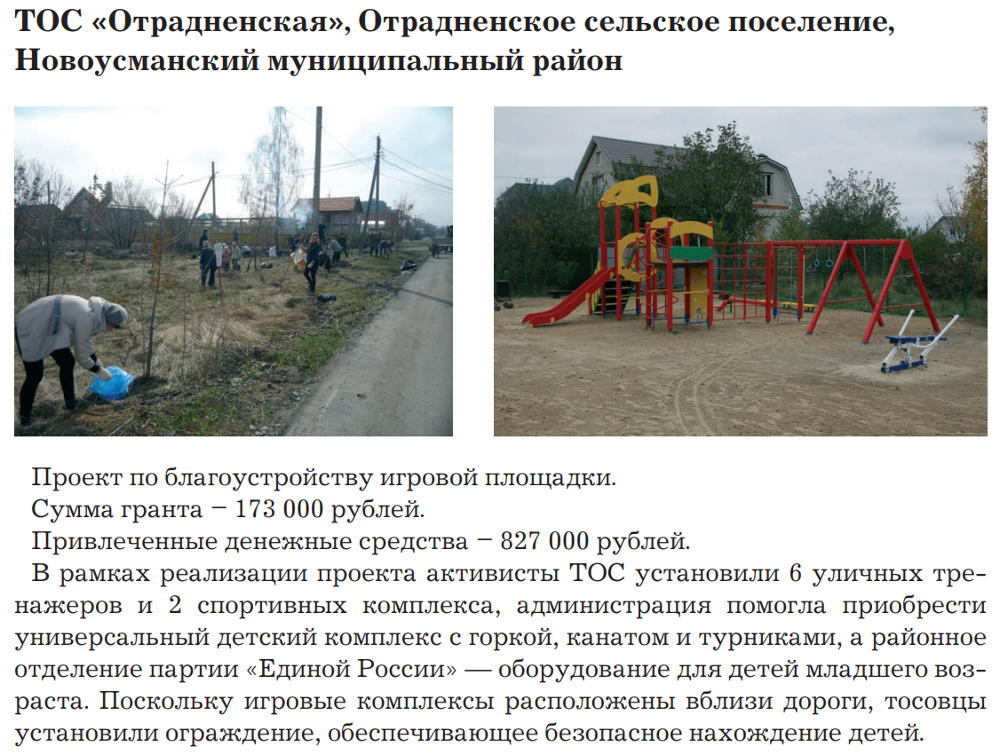 ТОС «Отрадненская», Отрадненское сельское поселение,
Новоусманский муниципальный район
Проект по благоустройству игровой площадки.
Сумма гранта – 173 000 рублей.
Привлеченные денежные средства – 827 000 рублей.
В рамках реализации проекта активисты ТОС установили 6 уличных тре-
нажеров и 2 спортивных комплекса, администрация помогла приобрести
универсальный детский комплекс с горкой, канатом и турниками, а районное
отделение партии «Единой России» — оборудование для детей младшего воз-
раста. Поскольку игровые комплексы расположены вблизи дороги, тосовцы
установили ограждение, обеспечивающее безопасное нахождение детей.